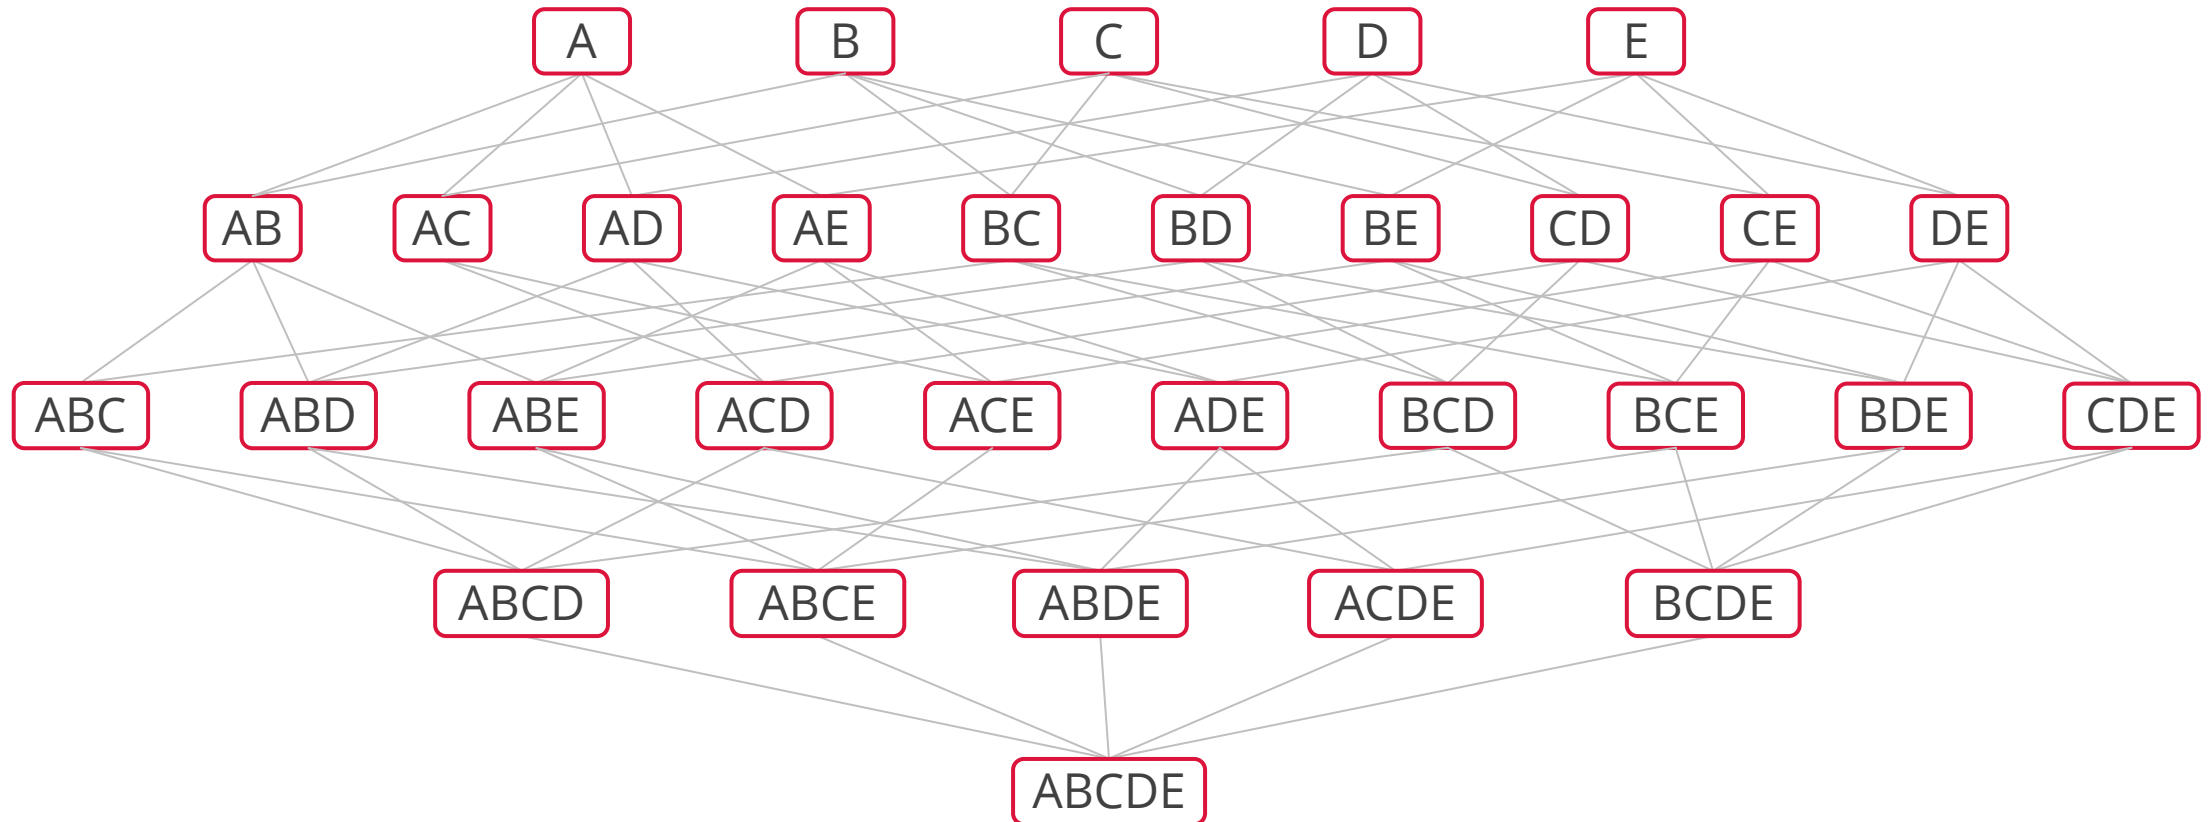 A B C D E
AB AC AD AE BC BD BE CD CE DE
ABC ABD ABE ACD ACE ADE BCD BCE BDE CDE
ABCD ABCE ABDE ACDE BCDE
ABCDE